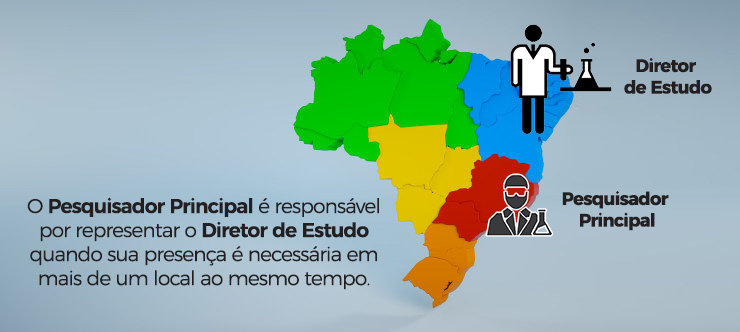 Diretor
de Estudo
Pesquisador
Principal
O Pesquisador Principal é responsável
por representar o Diretor de Estudo
quando sua presença é necessária em
mais de um local ao mesmo tempo.